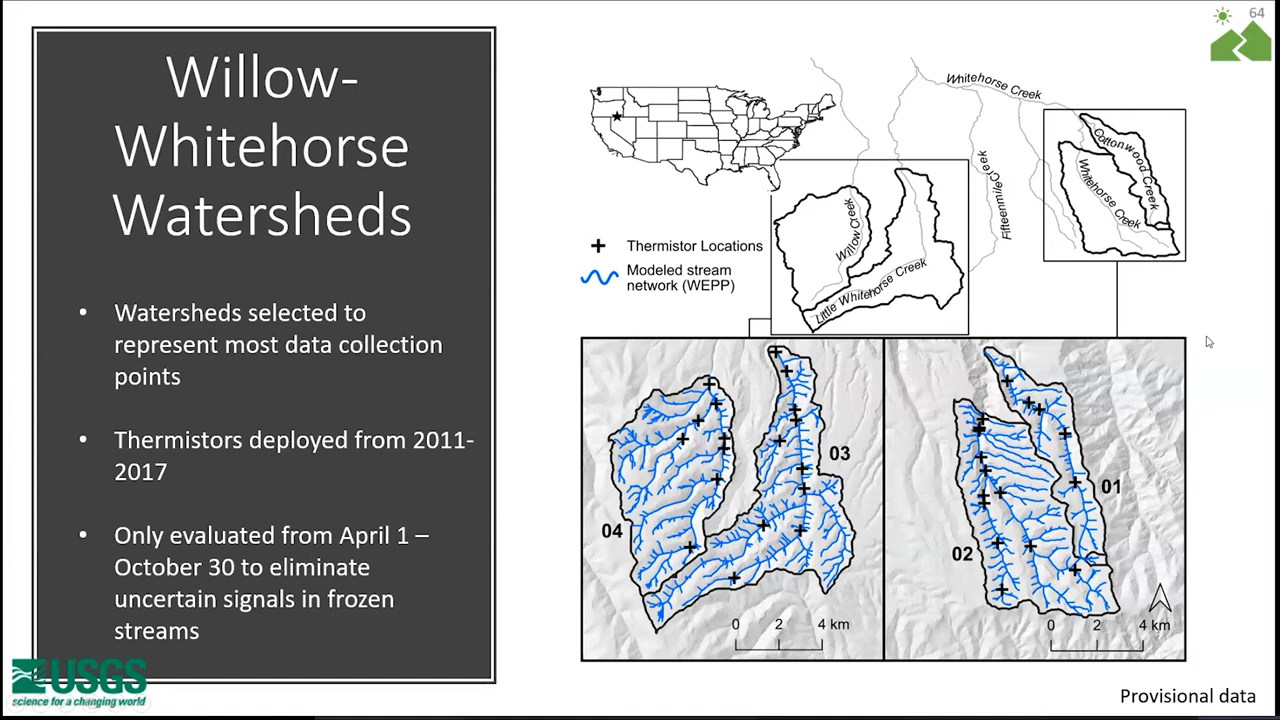 64
Willow-
Whitehorse
Watersheds
• Watersheds selected to
represent most data collection
points
• Thermistors deployed from 2011-
2017
• Only evaluated from April 1 –
October 30 to eliminate
uncertain signals in frozen
streams
USGS
science for a changing world
Whitehorse Creek
Cottonwood Creek
Whitehorse Creek
Fifteenmile Creek
Willow Creek
Little Whitehorse Creek
Thermistor Locations
Modeled stream
network (WEPP)
03
04
0 2 4 km
01
02
0 2 4 km
Provisional data